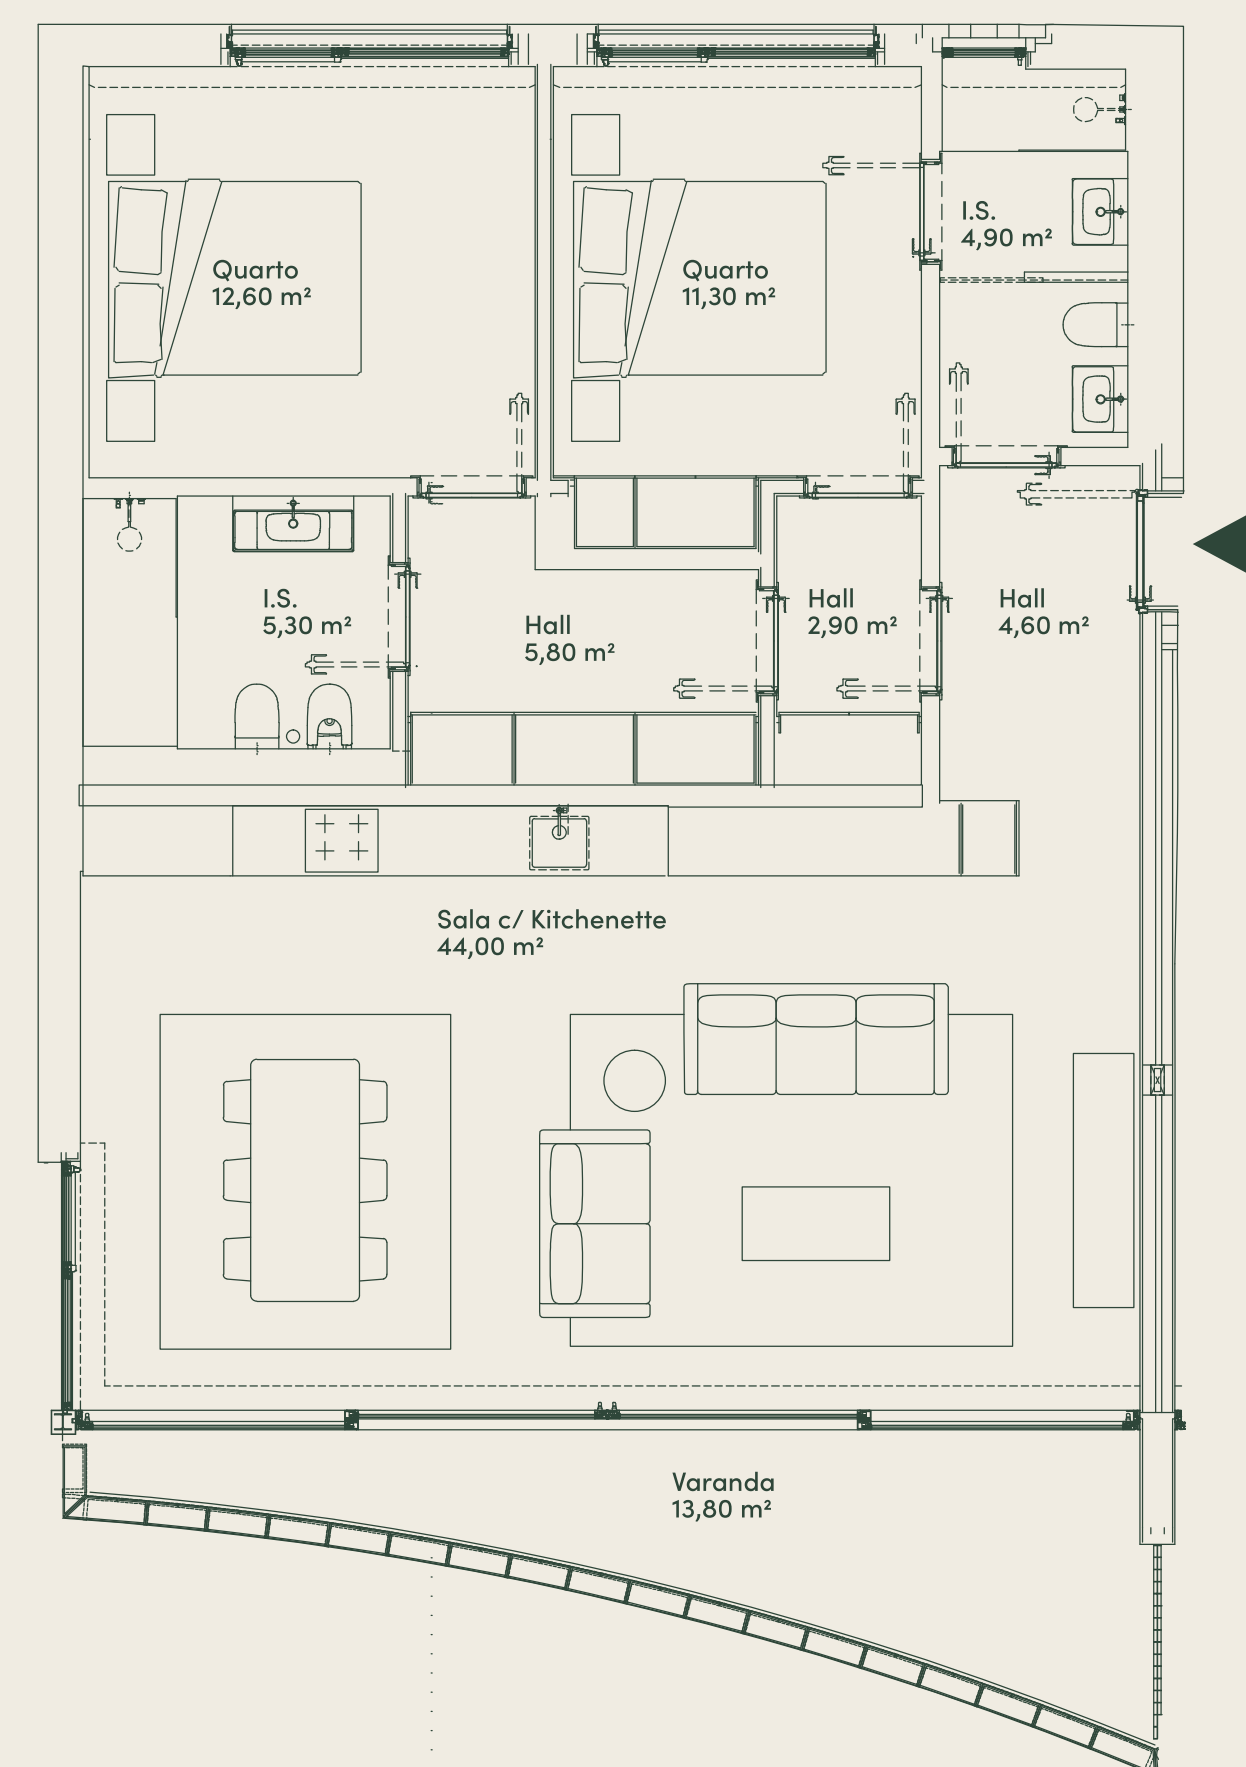 I.S.
4,90 m²
Quarto
12,60 m²
Quarto
11,30 m²
I.S.
5,30 m²
Hall
5,80 m²
Hall
2,90 m²
Hall
4,60 m²
Sala c/ Kitchenette
44,00 m²
Varanda
13,80 m²